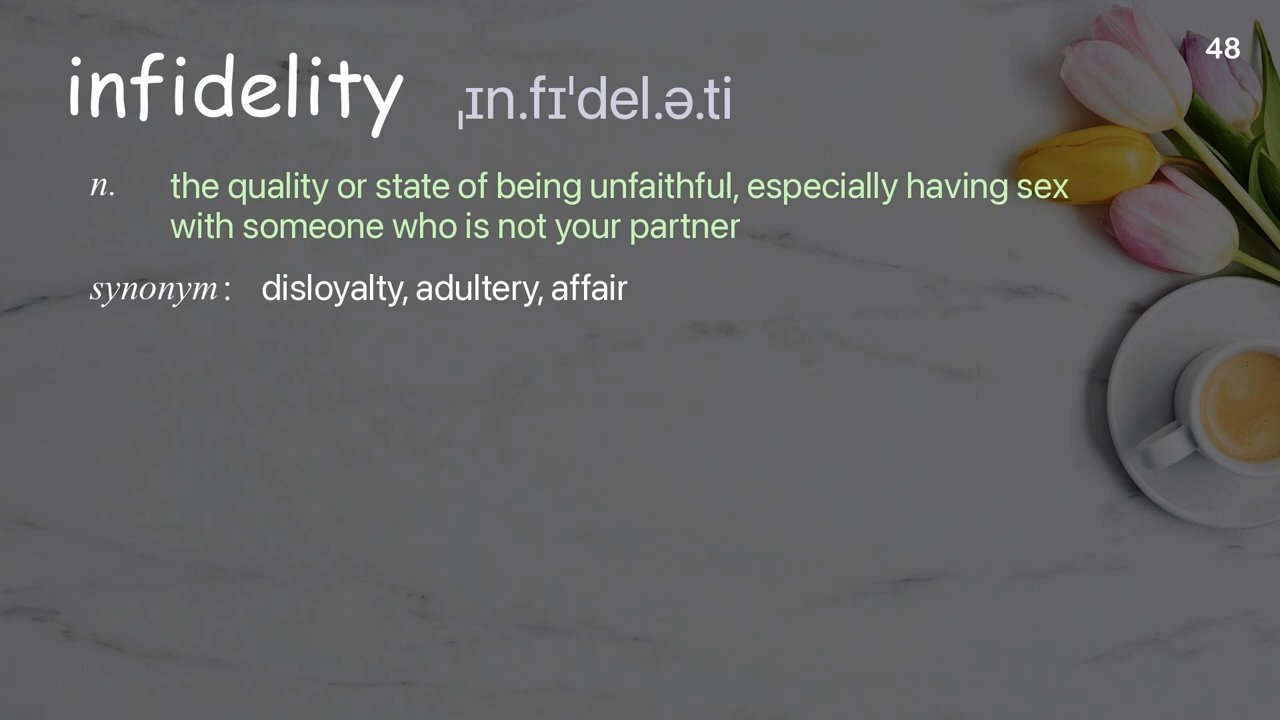 48
infidelity ˌɪn.fɪˈdel.ə.ti
n. the quality or state of being unfaithful, especially having sex
with someone who is not your partner
synonym: disloyalty, adultery, affair